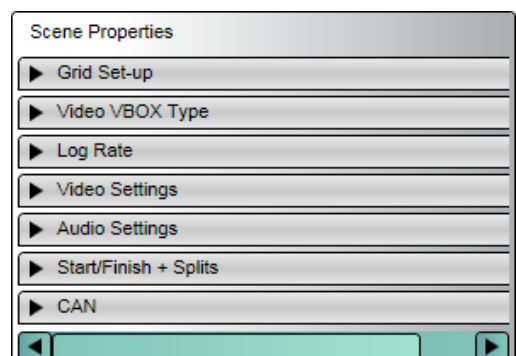 Scene Properties
Grid Set-up
Video VBOX Type
Log Rate
Video Settings
Audio Settings
Start/Finish + Splits
CAN